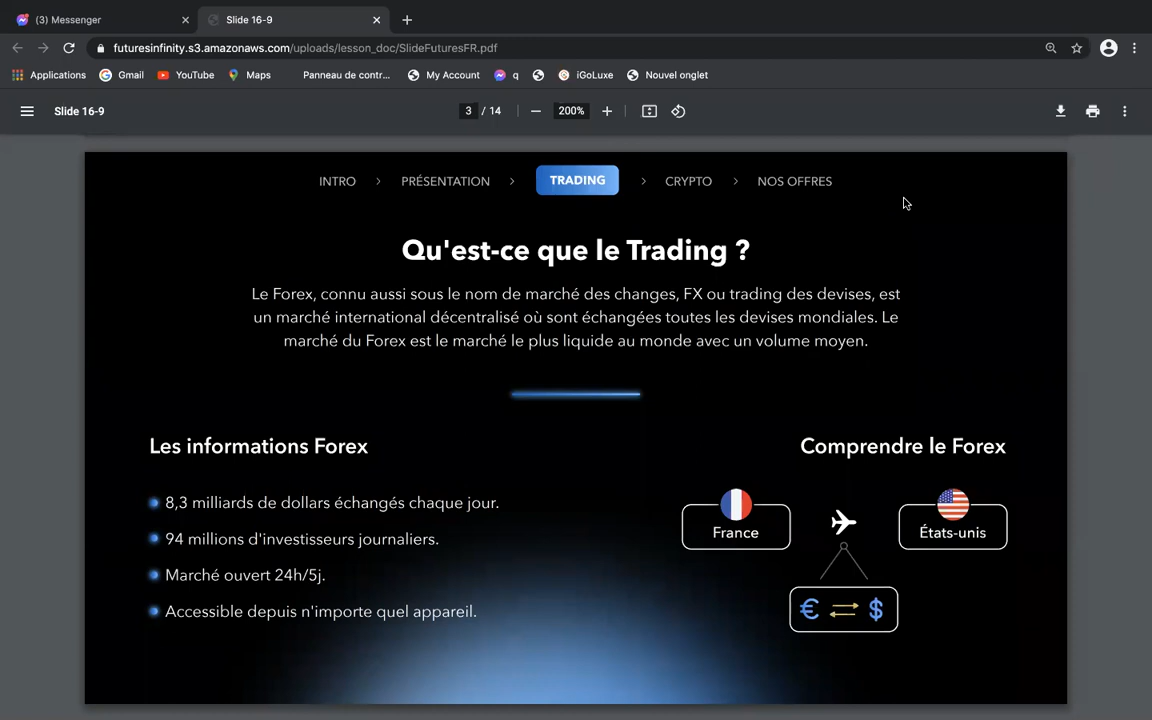 (3) Messenger
Slide 16-9
futuresinfinity.s3.amazonaws.com/uploads/lesson_doc/SlideFuturesFR.pdf
Applications Gmail YouTube Maps Panneau de contr... My Account q iGoLuxe Nouvel onglet
Slide 16-9 3 / 14 200%
INTRO > PRÉSENTATION > TRADING > CRYPTO > NOS OFFRES
Qu'est-ce que le Trading ?
Le Forex, connu aussi sous le nom de marché des changes, FX ou trading des devises, est
un marché international décentralisé où sont échangées toutes les devises mondiales. Le
marché du Forex est le marché le plus liquide au monde avec un volume moyen.
Les informations Forex
8,3 milliards de dollars échangés chaque jour.
94 millions d'investisseurs journaliers.
Marché ouvert 24h/5j.
Accessible depuis n'importe quel appareil.
Comprendre le Forex
France
États-unis
€ $